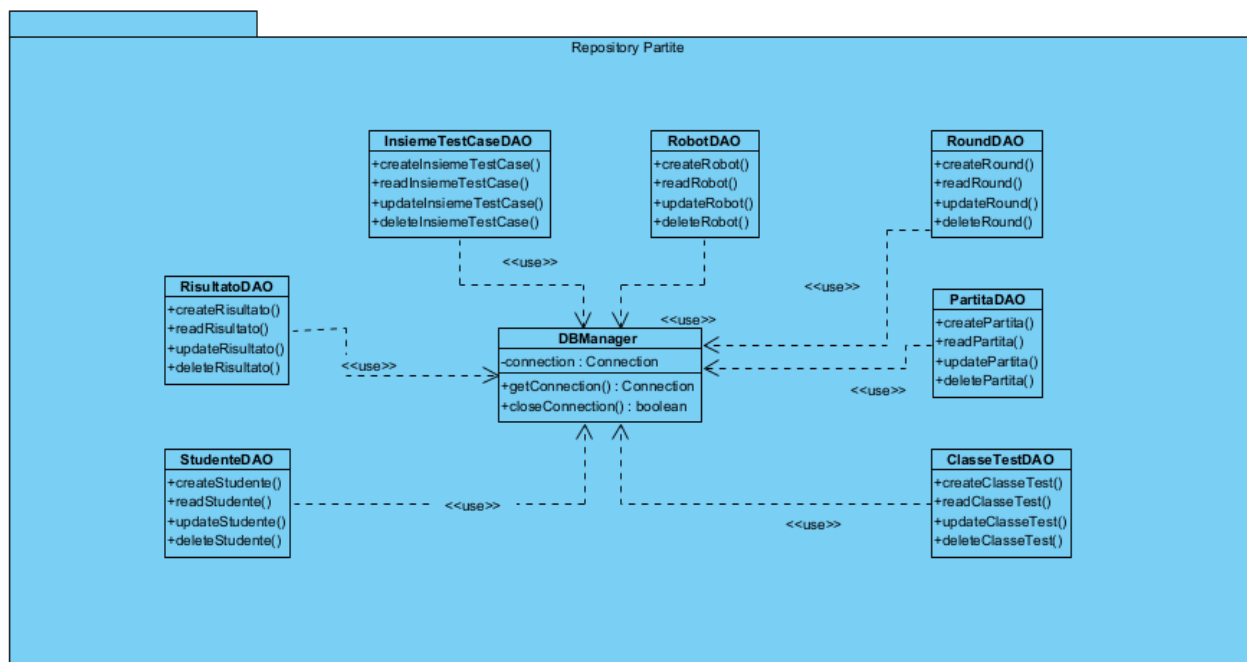 Repository Partite
InsiemeTestCaseDAO
+createInsiemeTestCase()
+readInsiemeTestCase()
+updateInsiemeTestCase()
+deleteInsiemeTestCase()
RobotDAO
+createRobot()
+readRobot()
+updateRobot()
+deleteRobot()
RoundDAO
+createRound()
+readRound()
+updateRound()
+deleteRound()
<<use>>
RisultatoDAO
+createRisultato()
+readRisultato()
+updateRisultato()
+deleteRisultato()
<<use>>
<<use>>
<<use>>
PartitaDAO
+createPartita()
+readPartita()
+updatePartita()
+deletePartita()
<<use>>
DBManager
-connection : Connection
+getConnection() : Connection
+closeConnection() : boolean
StudenteDAO
+createStudente()
+readStudente()
+updateStudente()
+deleteStudente()
<<use>>
<<use>>
ClasseTestDAO
+createClasseTest()
+readClasseTest()
+updateClasseTest()
+deleteClasseTest()